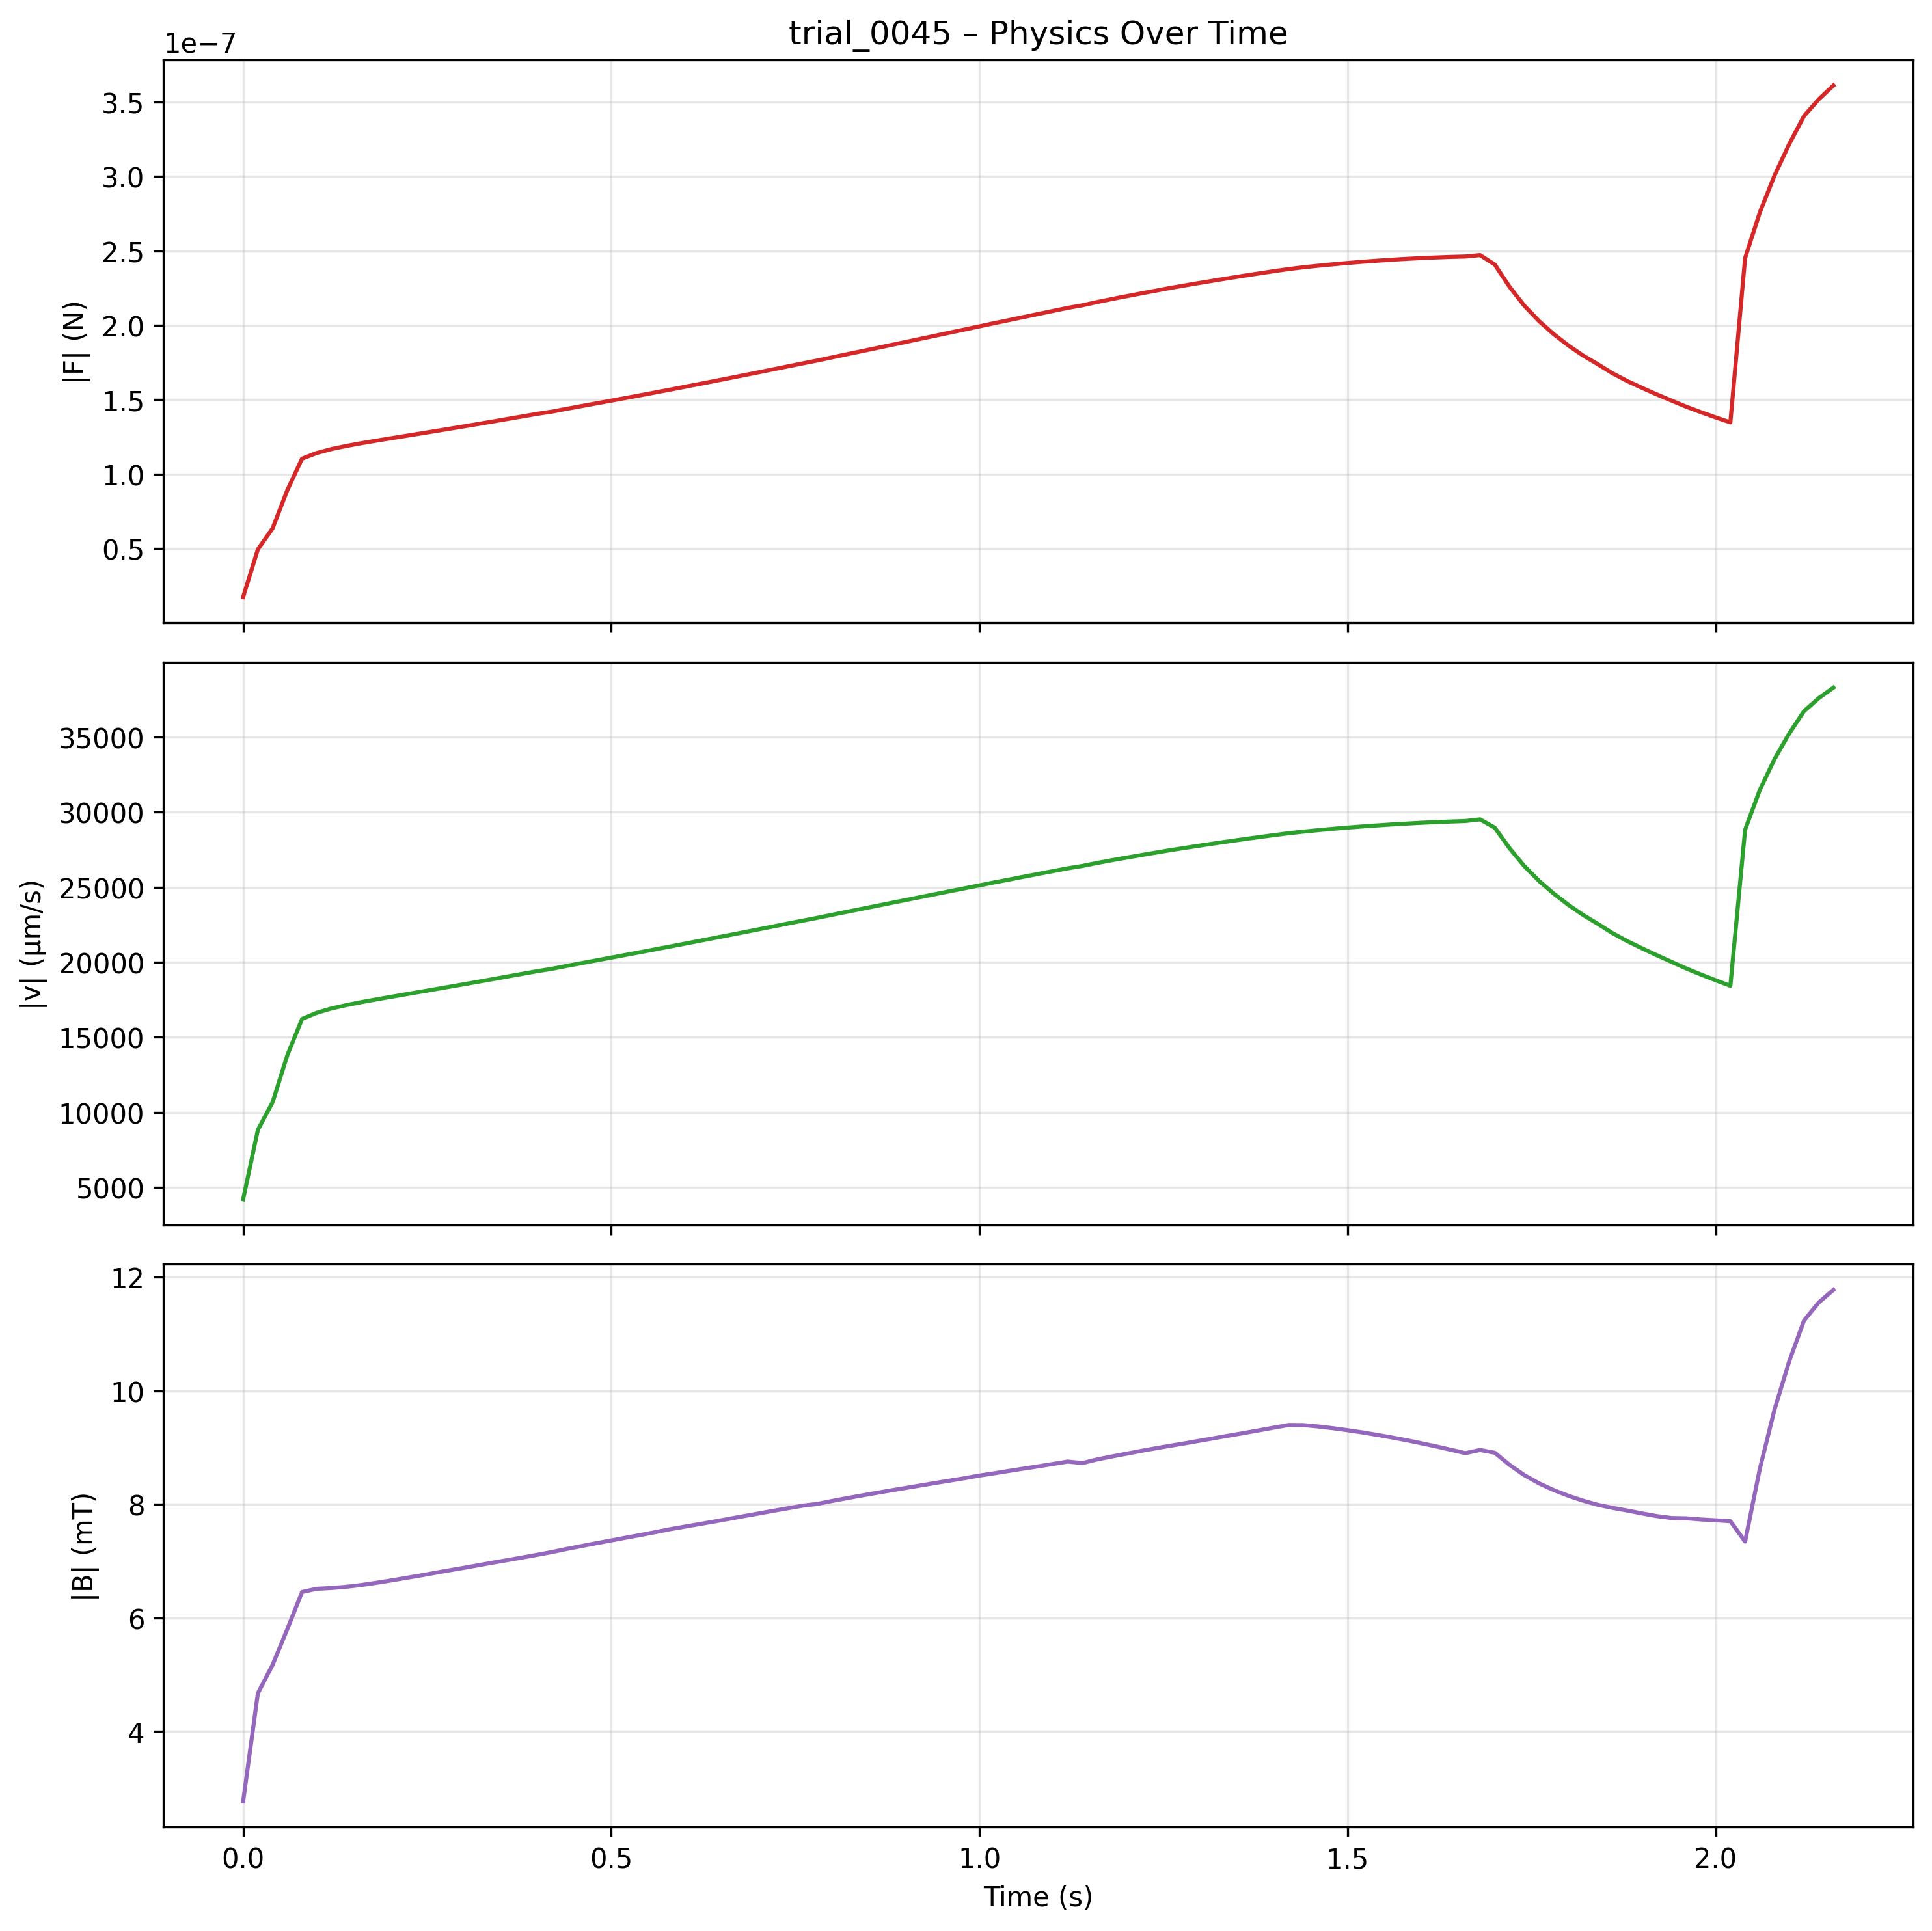 trial_0045 – Physics Over Time
1e−7
3.5
3.0
2.5
2.0
1.5
1.0
0.5
|F| (N)
35000
30000
25000
20000
15000
10000
5000
|v| (µm/s)
12
10
8
6
4
|B| (mT)
0.0 0.5 1.0 1.5 2.0
Time (s)